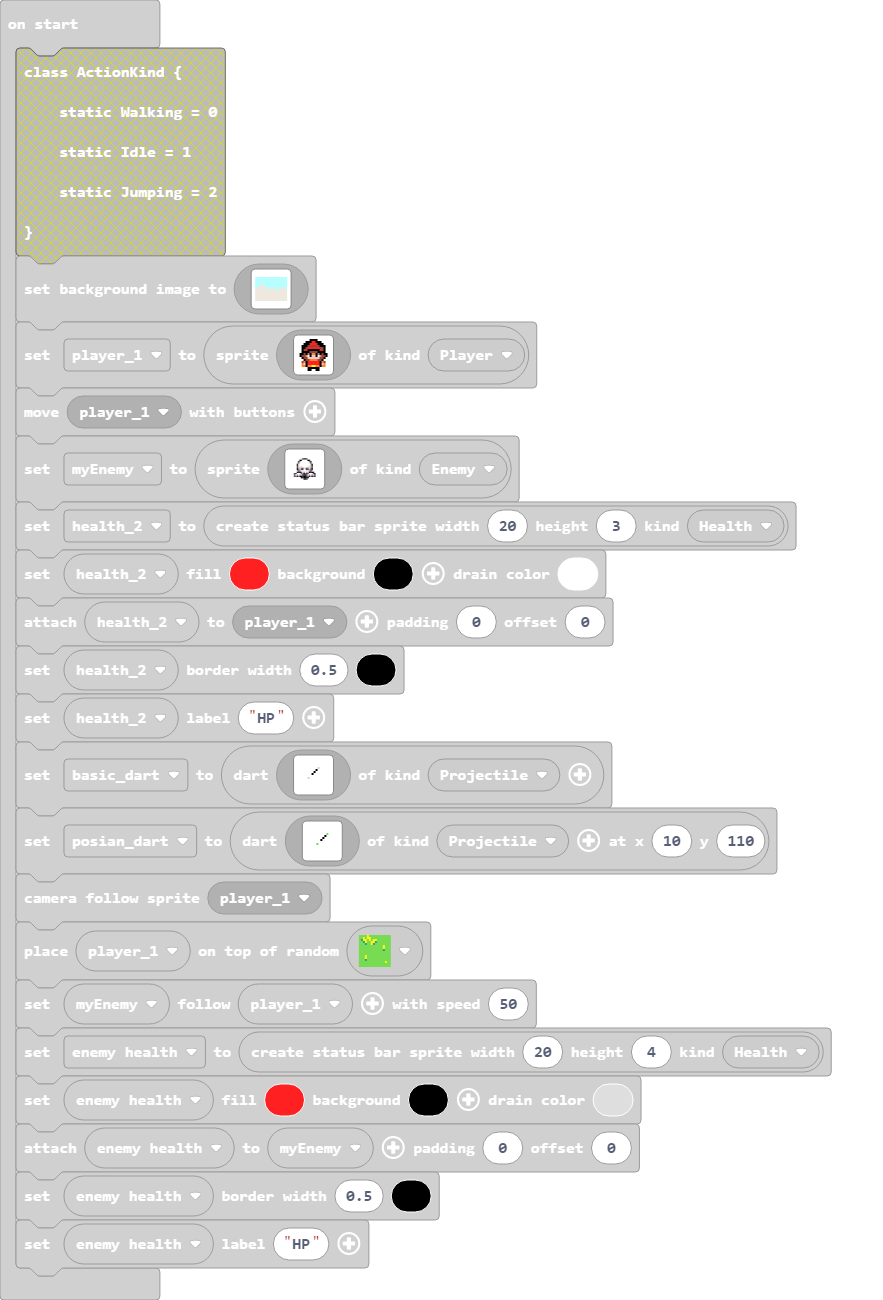 on start
class ActionKind {
static Walking = 0
static Idle = 1
static Jumping = 2
}
set background image to
set player_1 to sprite of kind Player
move player_1 with buttons
set myEnemy to sprite of kind Enemy
set health_2 to create status bar sprite width 20 height 3 kind Health
set health_2 fill background drain color
attach health_2 to player_1 padding 0 offset 0
set health_2 border width 0.5
set health_2 label "HP"
set basic_dart to dart of kind Projectile
set posian_dart to dart of kind Projectile at x 10 y 110
camera follow sprite player_1
place player_1 on top of random
set myEnemy follow player_1 with speed 50
set enemy health to create status bar sprite width 20 height 4 kind Health
set enemy health fill background drain color
attach enemy health to myEnemy padding 0 offset 0
set enemy health border width 0.5
set enemy health label "HP"